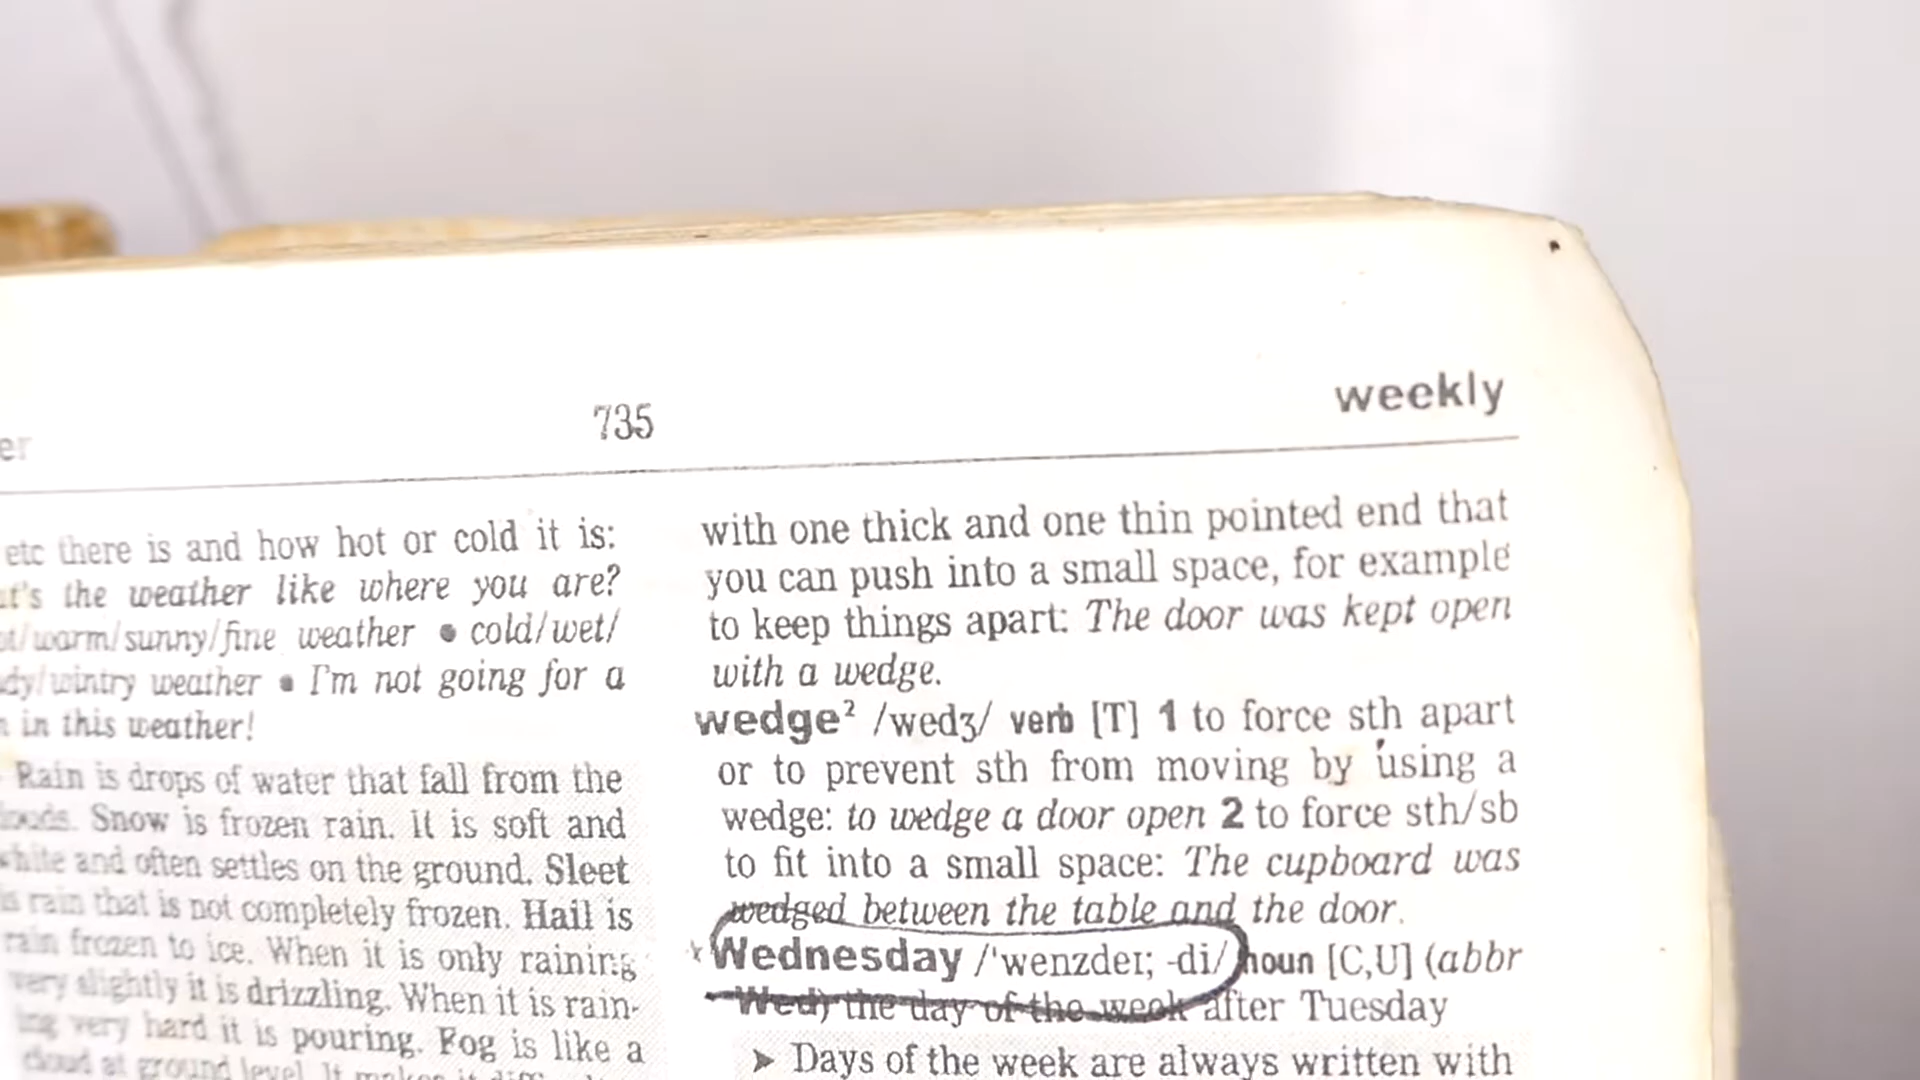 735
weekly
etc there is and how hot or cold it is:
the weather like where you are?
/warm/sunny/fine weather • cold/wet/
/wintry weather • I'm not going for a
in this weather!
Rain is drops of water that fall from the
Snow is frozen rain. It is soft and
and often settles on the ground. Sleet
is rain that is not completely frozen. Hail is
rain frozen to ice. When it is only raining
very slightly it is drizzling. When it is rain-
ing very hard it is pouring. Fog is like a
cloud at ground level. It makes it
with one thick and one thin pointed end that
you can push into a small space, for example
to keep things apart: The door was kept open
with a wedge.
wedge² /wedʒ/ verb [T] 1 to force sth apart
or to prevent sth from moving by using a
wedge: to wedge a door open 2 to force sth/sb
to fit into a small space: The cupboard was
wedged between the table and the door.
Wednesday /ˈwenzdeɪ; -di/ noun [C,U] (abbr
Wed) the day of the week after Tuesday
➤ Days of the week are always written with